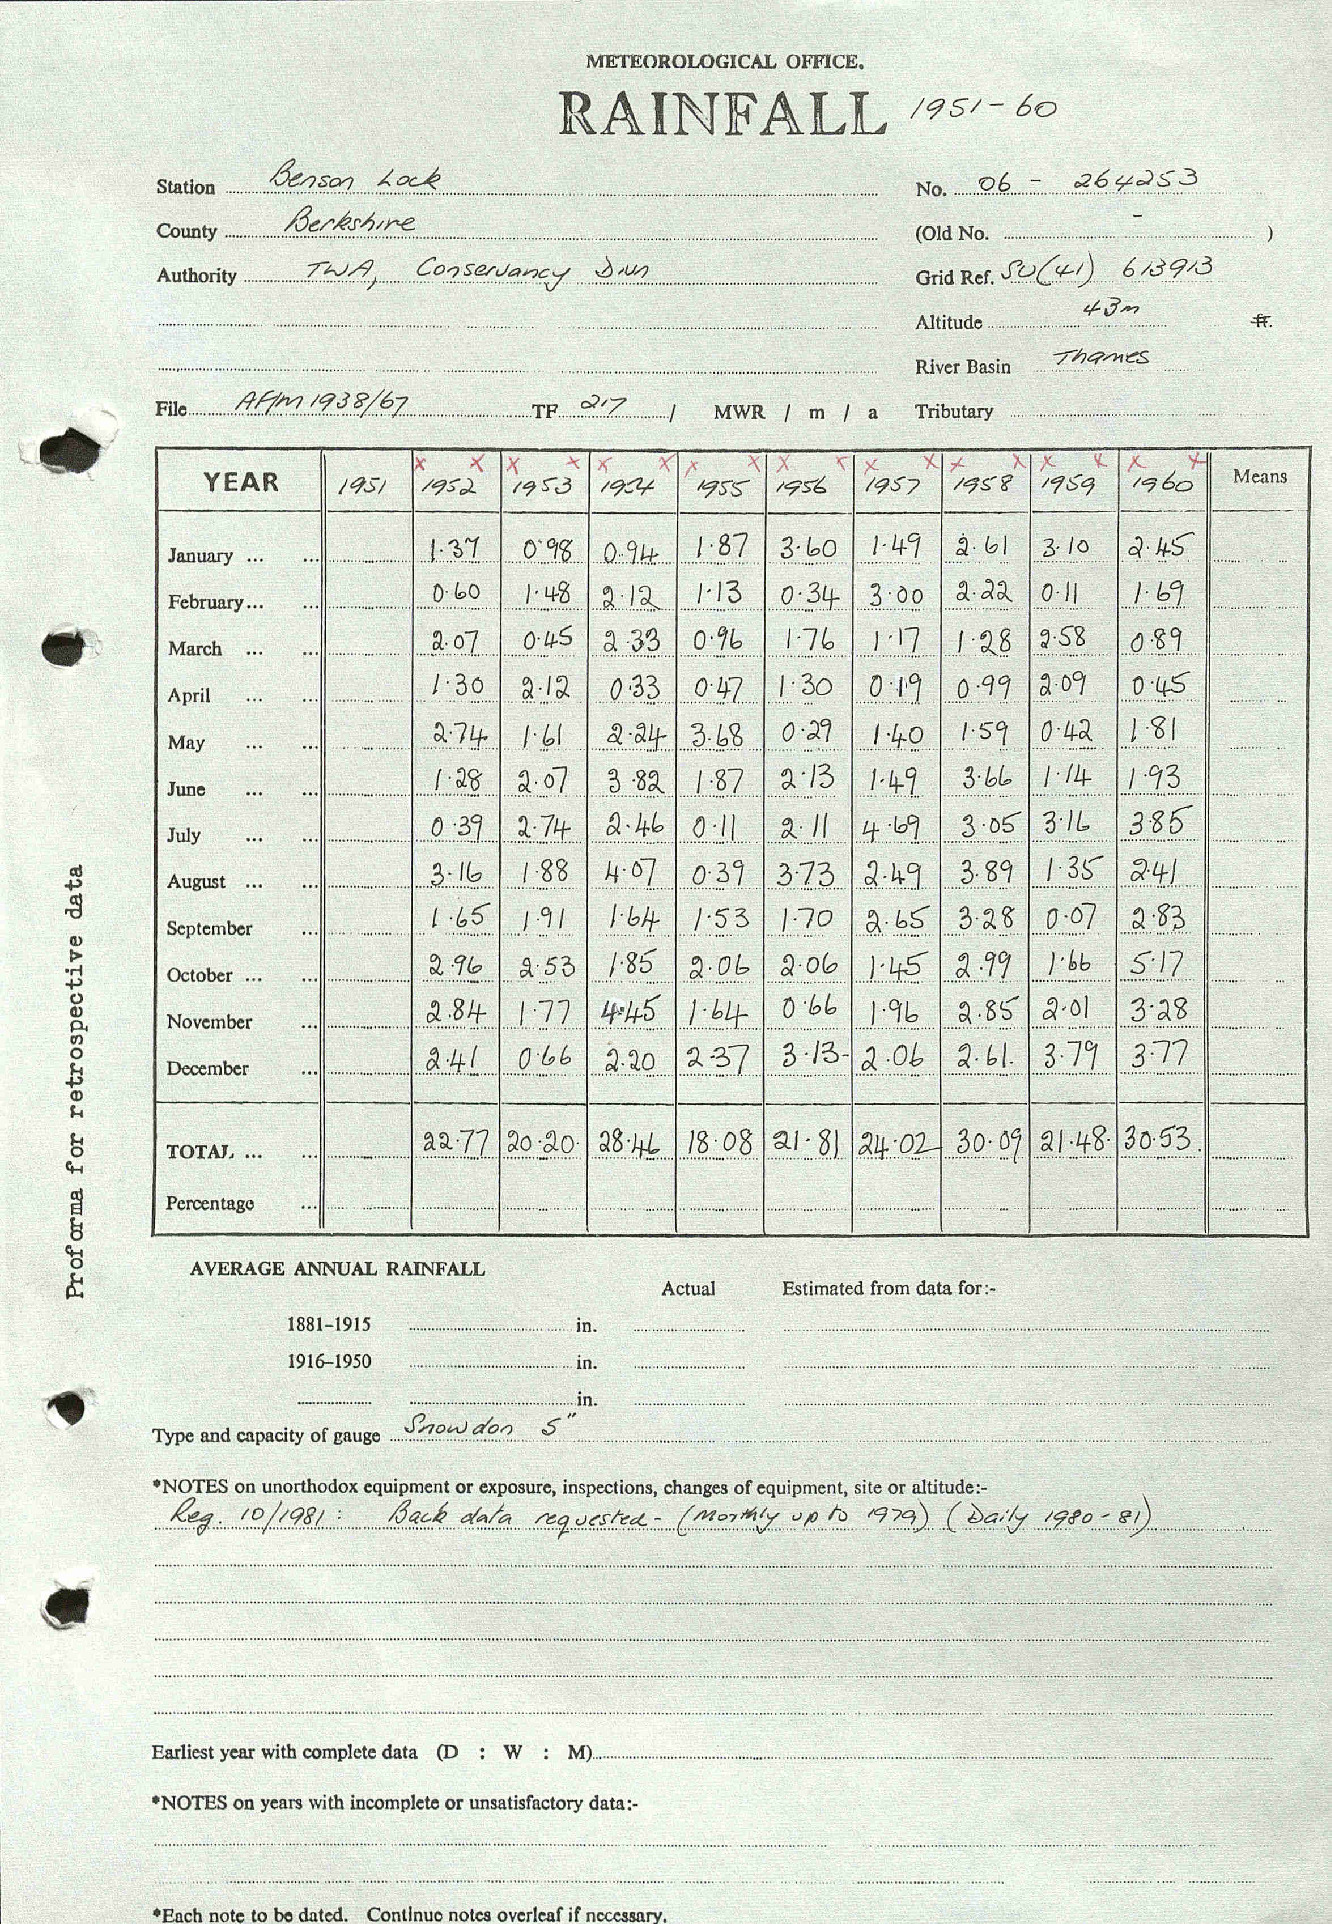 METEOROLOGICAL OFFICE.
RAINFALL 1951-60
Station Benson Lock No. 06 - 264253
County Berkshire (Old No. - )
Authority TWA, Conservancy Divn Grid Ref. SU(41) 613913
Altitude 43m ft.
River Basin Thames
File AF/M1938/67 TF 217 / MWR / m / a Tributary
YEAR 1951 1952 1953 1954 1955 1956 1957 1958 1959 1960 Means
January ... ... 1.37 0.98 0.94 1.87 3.60 1.49 2.61 3.10 2.45
February... ... 0.60 1.48 2.12 1.13 0.34 3.00 2.22 0.11 1.69
March ... ... 2.07 0.45 2.33 0.96 1.76 1.17 1.28 2.58 0.89
April ... ... 1.30 2.12 0.33 0.47 1.30 0.19 0.99 2.09 0.45
May ... ... 2.74 1.61 2.24 3.68 0.29 1.40 1.59 0.42 1.81
June ... ... 1.28 2.07 3.82 1.87 2.13 1.49 3.66 1.14 1.93
July ... ... 0.39 2.74 2.46 0.11 2.11 4.69 3.05 3.16 3.85
August ... ... 3.16 1.88 4.07 0.39 3.73 2.49 3.89 1.35 2.41
September ... 1.65 1.91 1.64 1.53 1.70 2.65 3.28 0.07 2.83
October ... ... 2.96 2.53 1.85 2.06 2.06 1.45 2.99 1.66 5.17
November ... 2.84 1.77 4.45 1.64 0.66 1.96 2.85 2.01 3.28
December ... 2.41 0.66 2.20 2.37 3.13- 2.06 2.61. 3.79 3.77
TOTAL ... ... 22.77 20.20. 28.46 18.08 21.81 24.02 30.09 21.48. 30.53.
Percentage ...
Proforma for retrospective data
AVERAGE ANNUAL RAINFALL
Actual Estimated from data for:-
1881-1915 in.
1916-1950 in.
in.
Type and capacity of gauge Snowdon 5"
*NOTES on unorthodox equipment or exposure, inspections, changes of equipment, site or altitude:-
Reg. 10/1981: Back data requested - (Monthly up to 1979) (Daily 1980-81)
Earliest year with complete data (D : W : M)
*NOTES on years with incomplete or unsatisfactory data:-
*Each note to be dated. Continue notes overleaf if necessary.